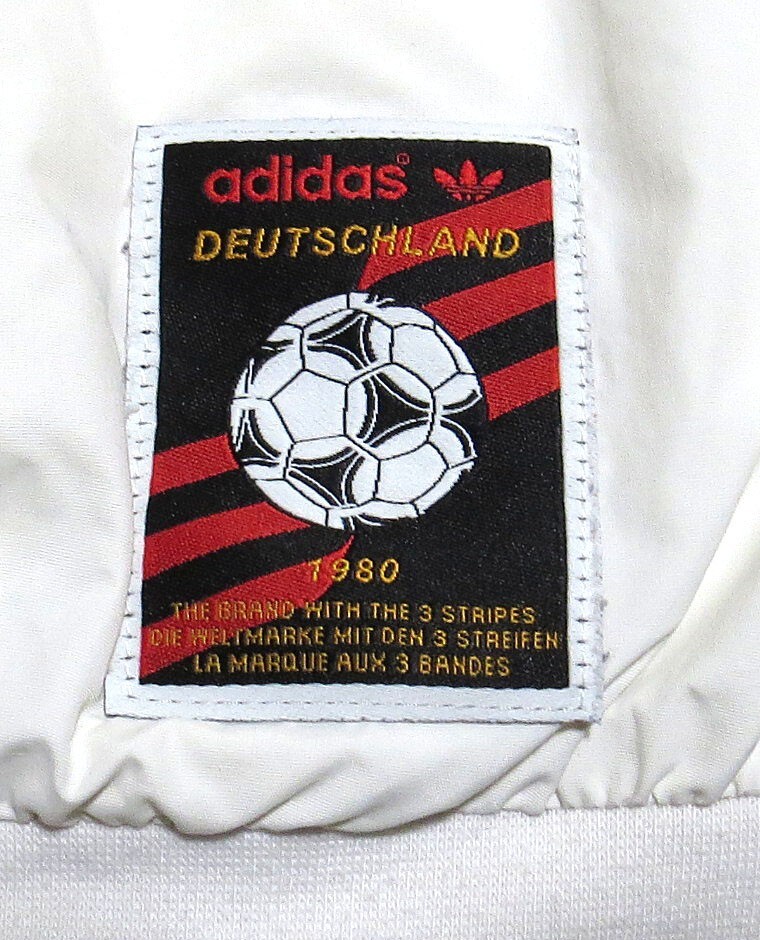 adidas®
DEUTSCHLAND
1980
THE BRAND WITH THE 3 STRIPES
DIE WELTMARKE MIT DEN 3 STREIFEN
LA MARQUE AUX 3 BANDES